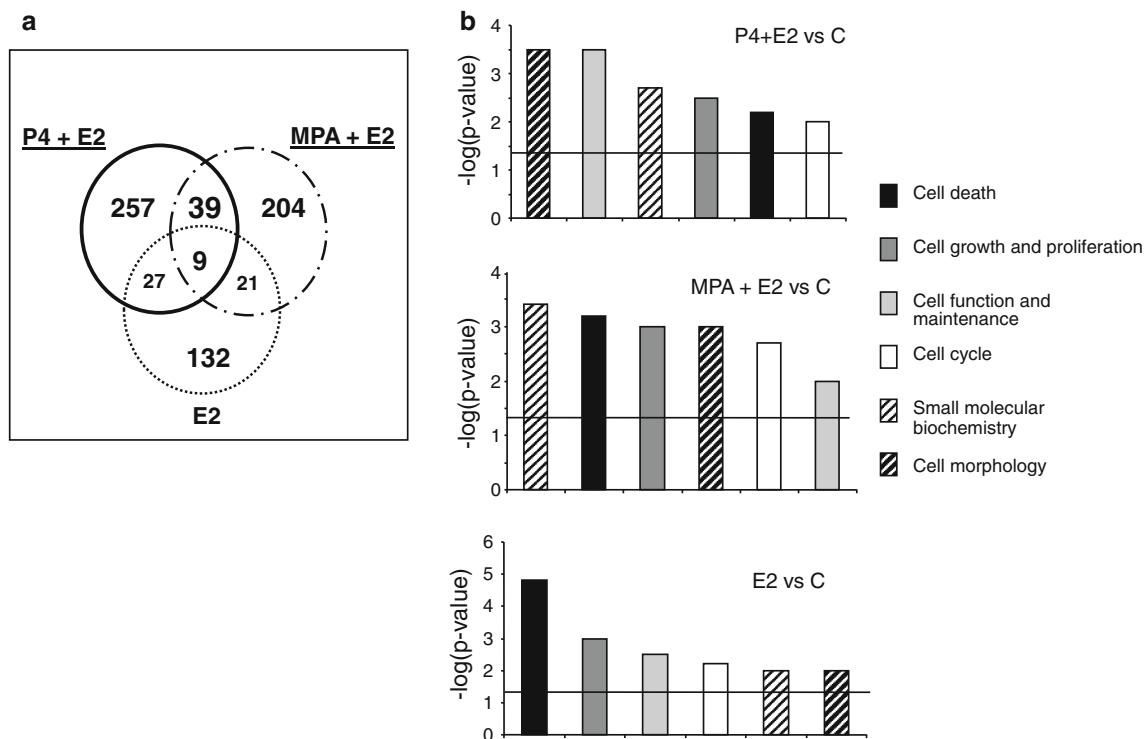 a
P4 + E2
MPA + E2
257
39
204
9
27
21
132
E2
b
P4+E2 vs C
-log(p-value)
4
3
2
1
0
MPA + E2 vs C
-log(p-value)
4
3
2
1
0
E2 vs C
-log(p-value)
6
5
4
3
2
1
0
Cell death
Cell growth and proliferation
Cell function and
maintenance
Cell cycle
Small molecular
biochemistry
Cell morphology